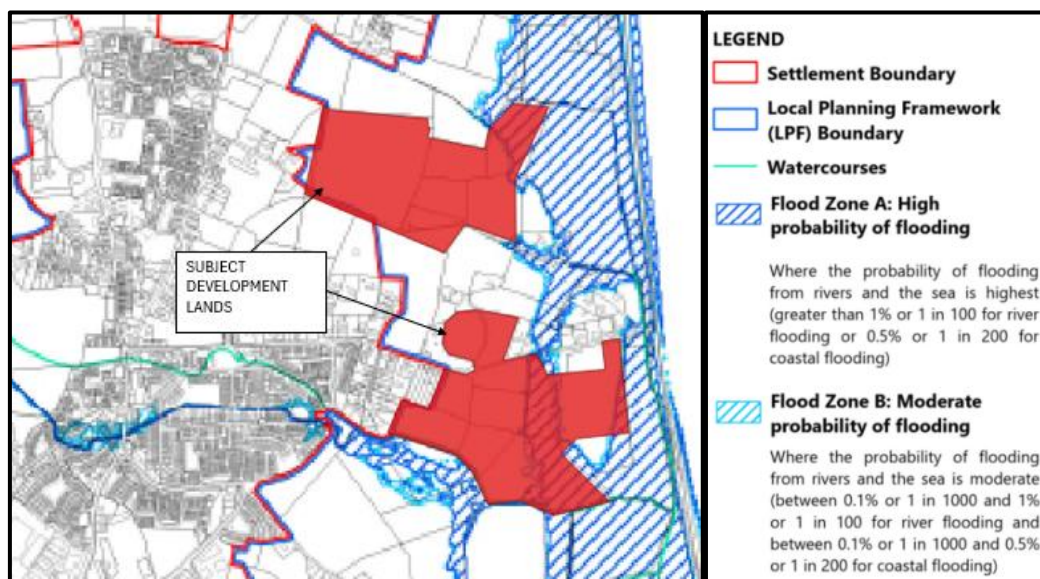 SUBJECT
DEVELOPMENT
LANDS
LEGEND
Settlement Boundary
Local Planning Framework
(LPF) Boundary
Watercourses
Flood Zone A: High
probability of flooding
Where the probability of flooding
from rivers and the sea is highest
(greater than 1% or 1 in 100 for river
flooding or 0.5% or 1 in 200 for
coastal flooding)
Flood Zone B: Moderate
probability of flooding
Where the probability of flooding
from rivers and the sea is moderate
(between 0.1% or 1 in 1000 and 1%
or 1 in 100 for river flooding and
between 0.1% or 1 in 1000 and 0.5%
or 1 in 200 for coastal flooding)